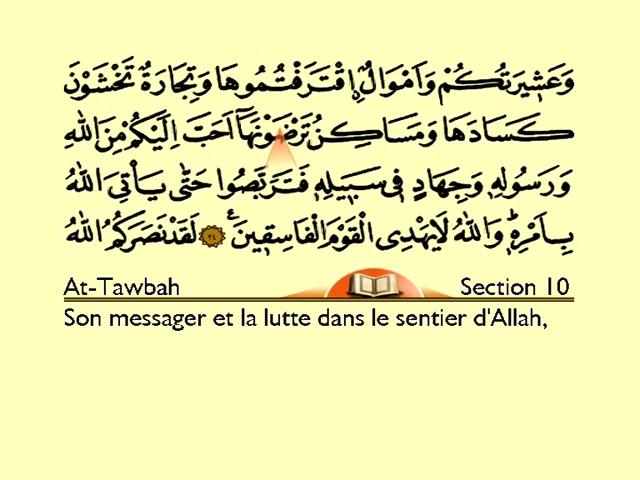 وَعَشِيرَتُكُمْ وَاَمْوَالٌ اقْتَرَفْتُمُوهَا وَتِجَارَةٌ تَخْشَوْنَ
كَسَادَهَا وَمَسَاكِنُ تَرْضَوْنَهَآ اَحَبَّ اِلَيْكُمْ مِنَ اللّٰهِ
وَرَسُولِهِ وَجِهَادٍ فِى سَبِيلِهِ فَتَرَبَّصُوا حَتّٰى يَأْتِىَ اللّٰهُ
بِاَمْرِهِ وَاللّٰهُ لَا يَهْدِى الْقَوْمَ الْفَاسِقِينَ ﴿٢٤﴾ لَقَدْ نَصَرَكُمُ اللّٰهُ
At-Tawbah Section 10
Son messager et la lutte dans le sentier d'Allah,